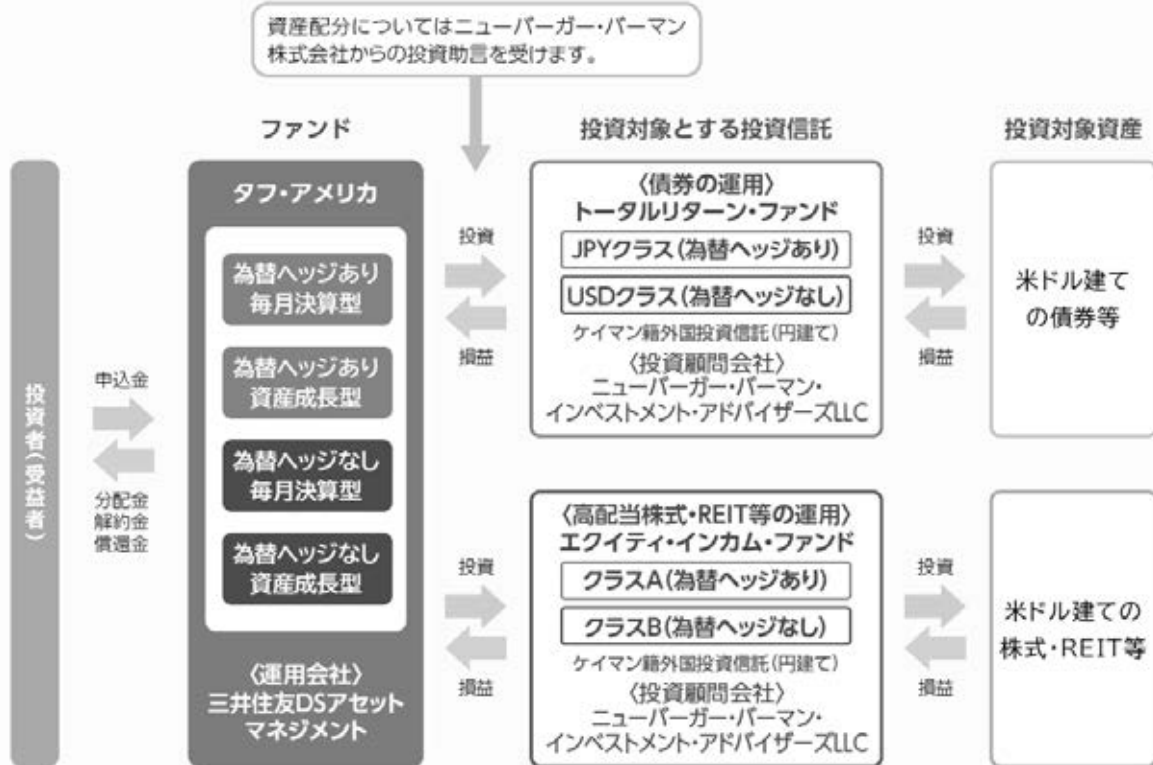 資産配分についてはニューバーガー・バーマン
株式会社からの投資助言を受けます。
ファンド
投資対象とする投資信託
投資対象資産
投資者(受益者)
申込金
分配金
解約金
償還金
タフ・アメリカ
為替ヘッジあり
毎月決算型
為替ヘッジあり
資産成長型
為替ヘッジなし
毎月決算型
為替ヘッジなし
資産成長型
〈運用会社〉
三井住友DSアセット
マネジメント
投資
損益
〈債券の運用〉
トータルリターン・ファンド
JPYクラス(為替ヘッジあり)
USDクラス(為替ヘッジなし)
ケイマン籍外国投資信託(円建て)
〈投資顧問会社〉
ニューバーガー・バーマン・
インベストメント・アドバイザーズLLC
投資
損益
米ドル建て
の債券等
投資
損益
〈高配当株式・REIT等の運用〉
エクイティ・インカム・ファンド
クラスA(為替ヘッジあり)
クラスB(為替ヘッジなし)
ケイマン籍外国投資信託(円建て)
〈投資顧問会社〉
ニューバーガー・バーマン・
インベストメント・アドバイザーズLLC
投資
損益
米ドル建ての
株式・REIT等